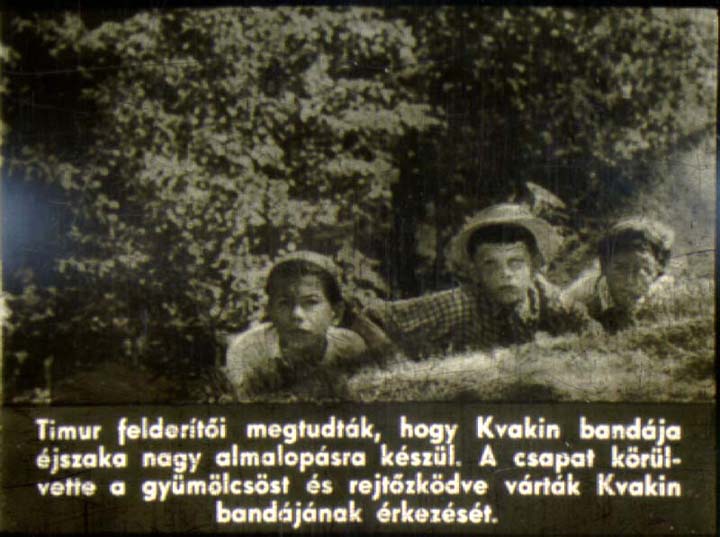 Timur felderítői megtudták, hogy Kvakin bandája
éjszaka nagy almalopásra készül. A csapat körül-
vette a gyümölcsöst és rejtőzködve várták Kvakin
bandájának érkezését.